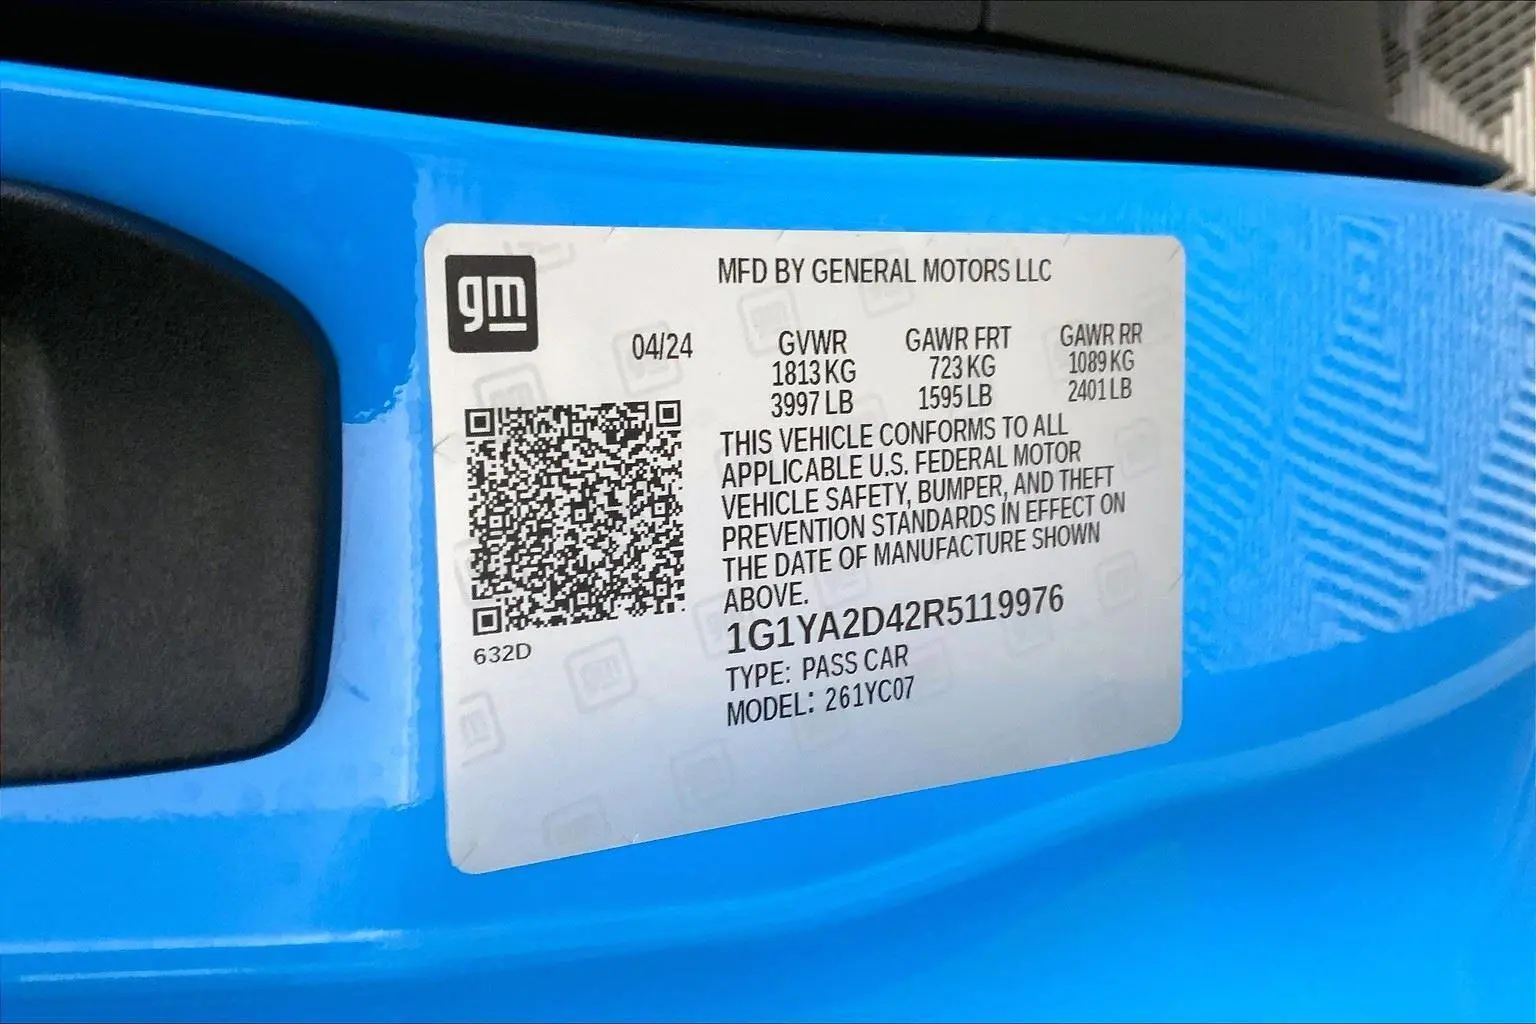 gm
MFD BY GENERAL MOTORS LLC
04/24 GVWR GAWR FRT GAWR RR
1813 KG 723 KG 1089 KG
3997 LB 1595 LB 2401 LB
THIS VEHICLE CONFORMS TO ALL
APPLICABLE U.S. FEDERAL MOTOR
VEHICLE SAFETY, BUMPER, AND THEFT
PREVENTION STANDARDS IN EFFECT ON
THE DATE OF MANUFACTURE SHOWN
ABOVE.
1G1YA2D42R5119976
632D
TYPE: PASS CAR
MODEL: 261YC07